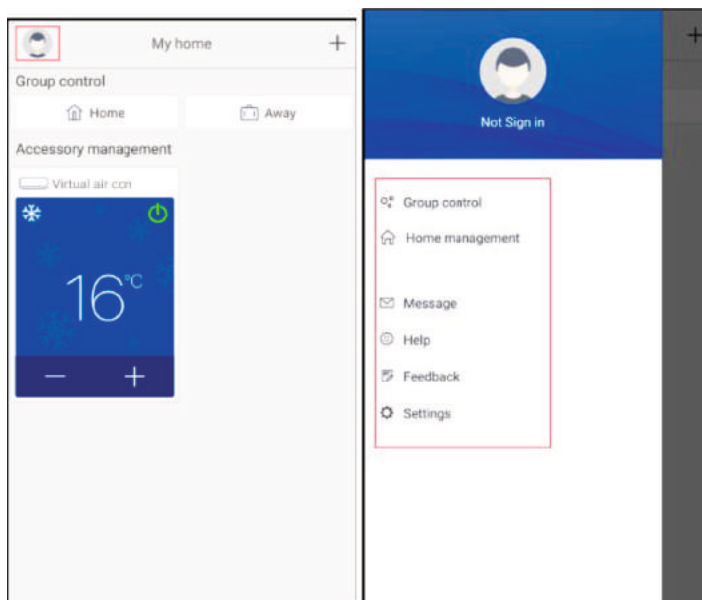 My home
+
Group control
Home
Away
Accessory management
Virtual air con
16°C
— +
Not Sign in
Group control
Home management
Message
Help
Feedback
Settings
+